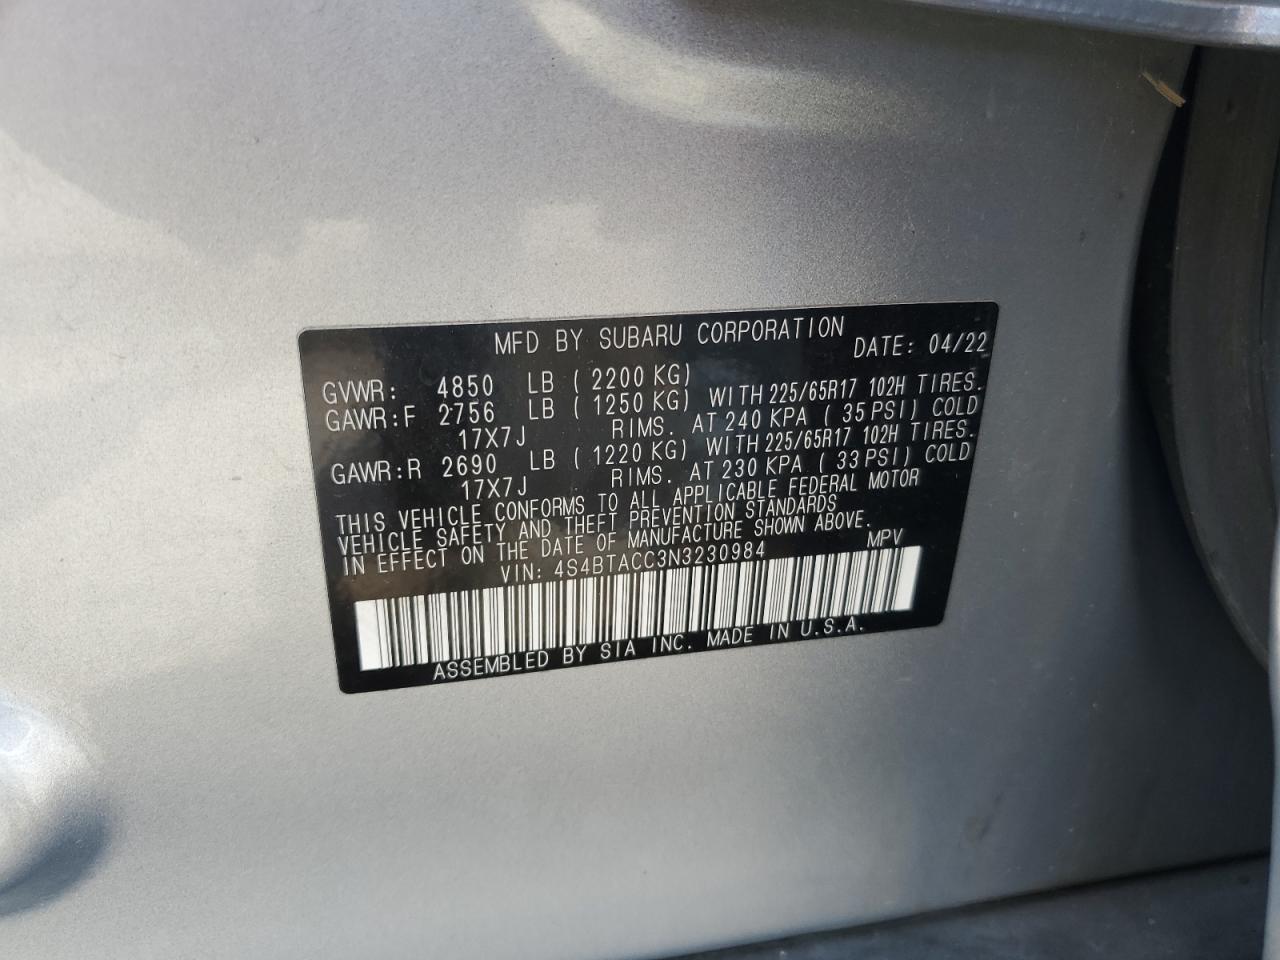 MFD BY SUBARU CORPORATION DATE: 04/22
GVWR: 4850 LB ( 2200 KG)
GAWR:F 2756 LB ( 1250 KG) WITH 225/65R17 102H TIRES.
17X7J RIMS. AT 240 KPA ( 35 PSI) COLD
GAWR:R 2690 LB ( 1220 KG) WITH 225/65R17 102H TIRES.
17X7J RIMS. AT 230 KPA ( 33 PSI) COLD
THIS VEHICLE CONFORMS TO ALL APPLICABLE FEDERAL MOTOR
VEHICLE SAFETY AND THEFT PREVENTION STANDARDS
IN EFFECT ON THE DATE OF MANUFACTURE SHOWN ABOVE.
VIN: 4S4BTACC3N3230984 MPV
ASSEMBLED BY SIA INC. MADE IN U.S.A.